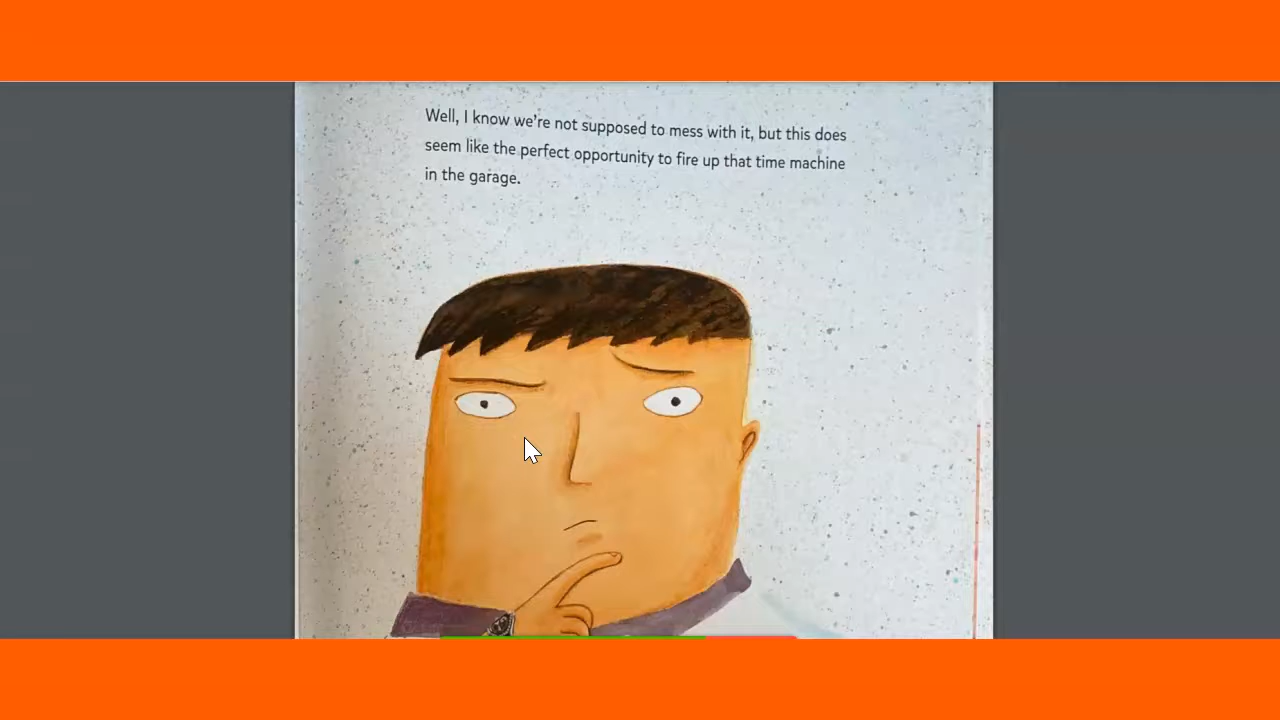 Well, I know we're not supposed to mess with it, but this does
seem like the perfect opportunity to fire up that time machine
in the garage.